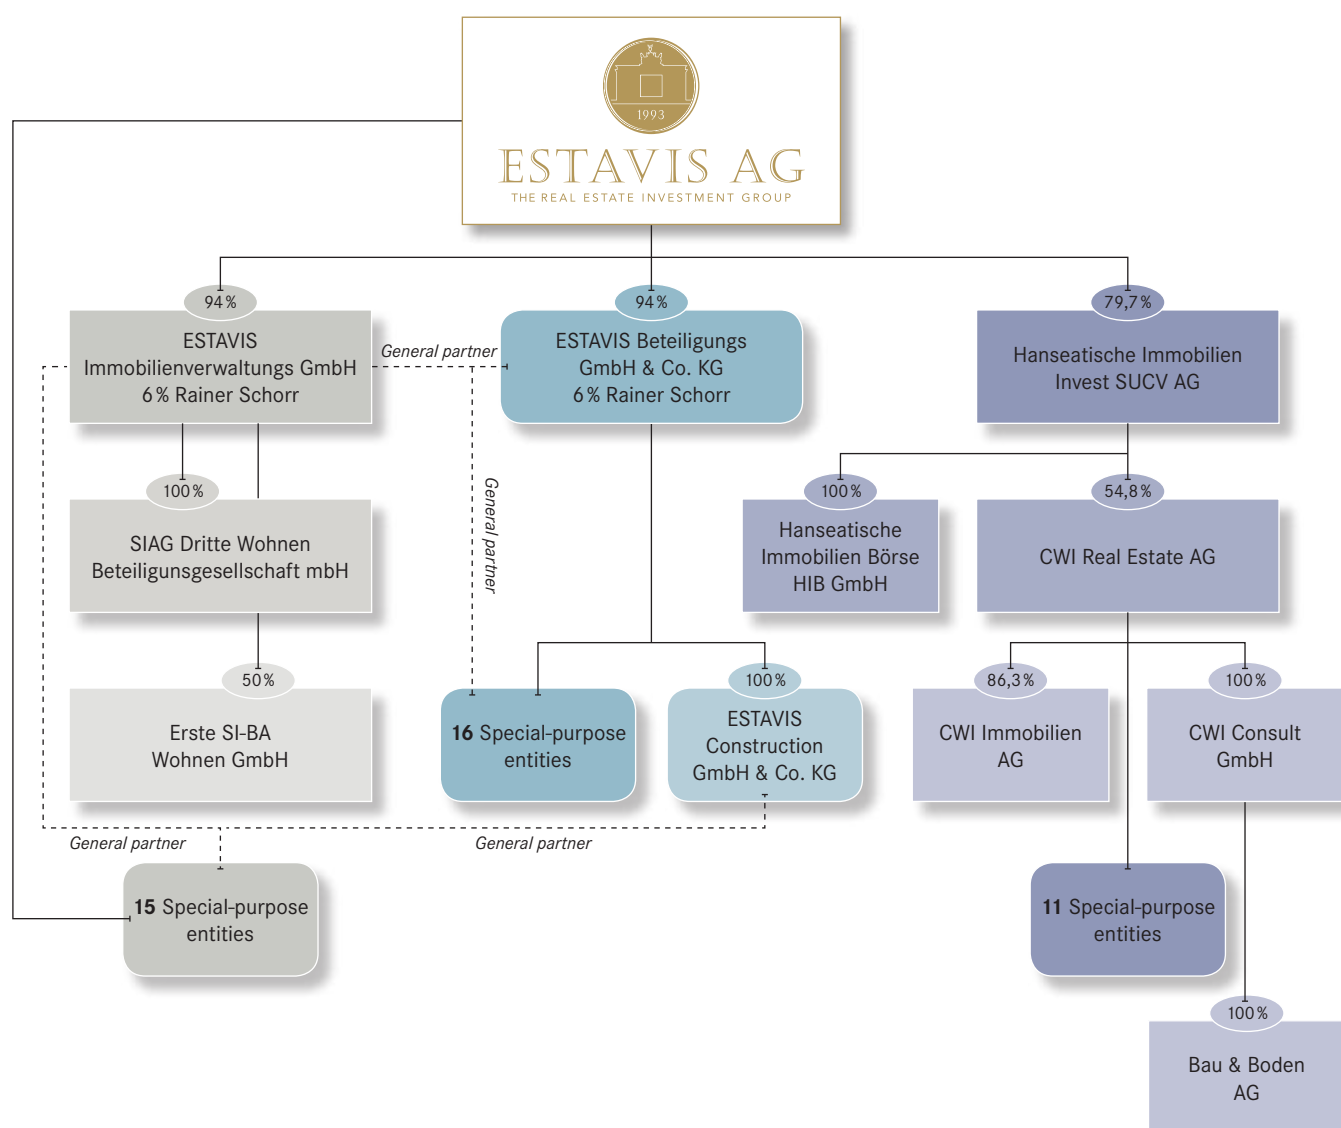 1993
ESTAVIS AG
THE REAL ESTATE INVESTMENT GROUP
94 %
ESTAVIS
Immobilienverwaltungs GmbH
6 % Rainer Schorr
General partner
94 %
ESTAVIS Beteiligungs
GmbH & Co. KG
6 % Rainer Schorr
79,7 %
Hanseatische Immobilien
Invest SUCV AG
100 %
SIAG Dritte Wohnen
Beteiligunsgesellschaft mbH
General partner
100 %
Hanseatische
Immobilien Börse
HIB GmbH
54,8 %
CWI Real Estate AG
50 %
Erste SI-BA
Wohnen GmbH
16 Special-purpose
entities
100 %
ESTAVIS
Construction
GmbH & Co. KG
86,3 %
CWI Immobilien
AG
100 %
CWI Consult
GmbH
General partner
General partner
15 Special-purpose
entities
11 Special-purpose
entities
100 %
Bau & Boden
AG